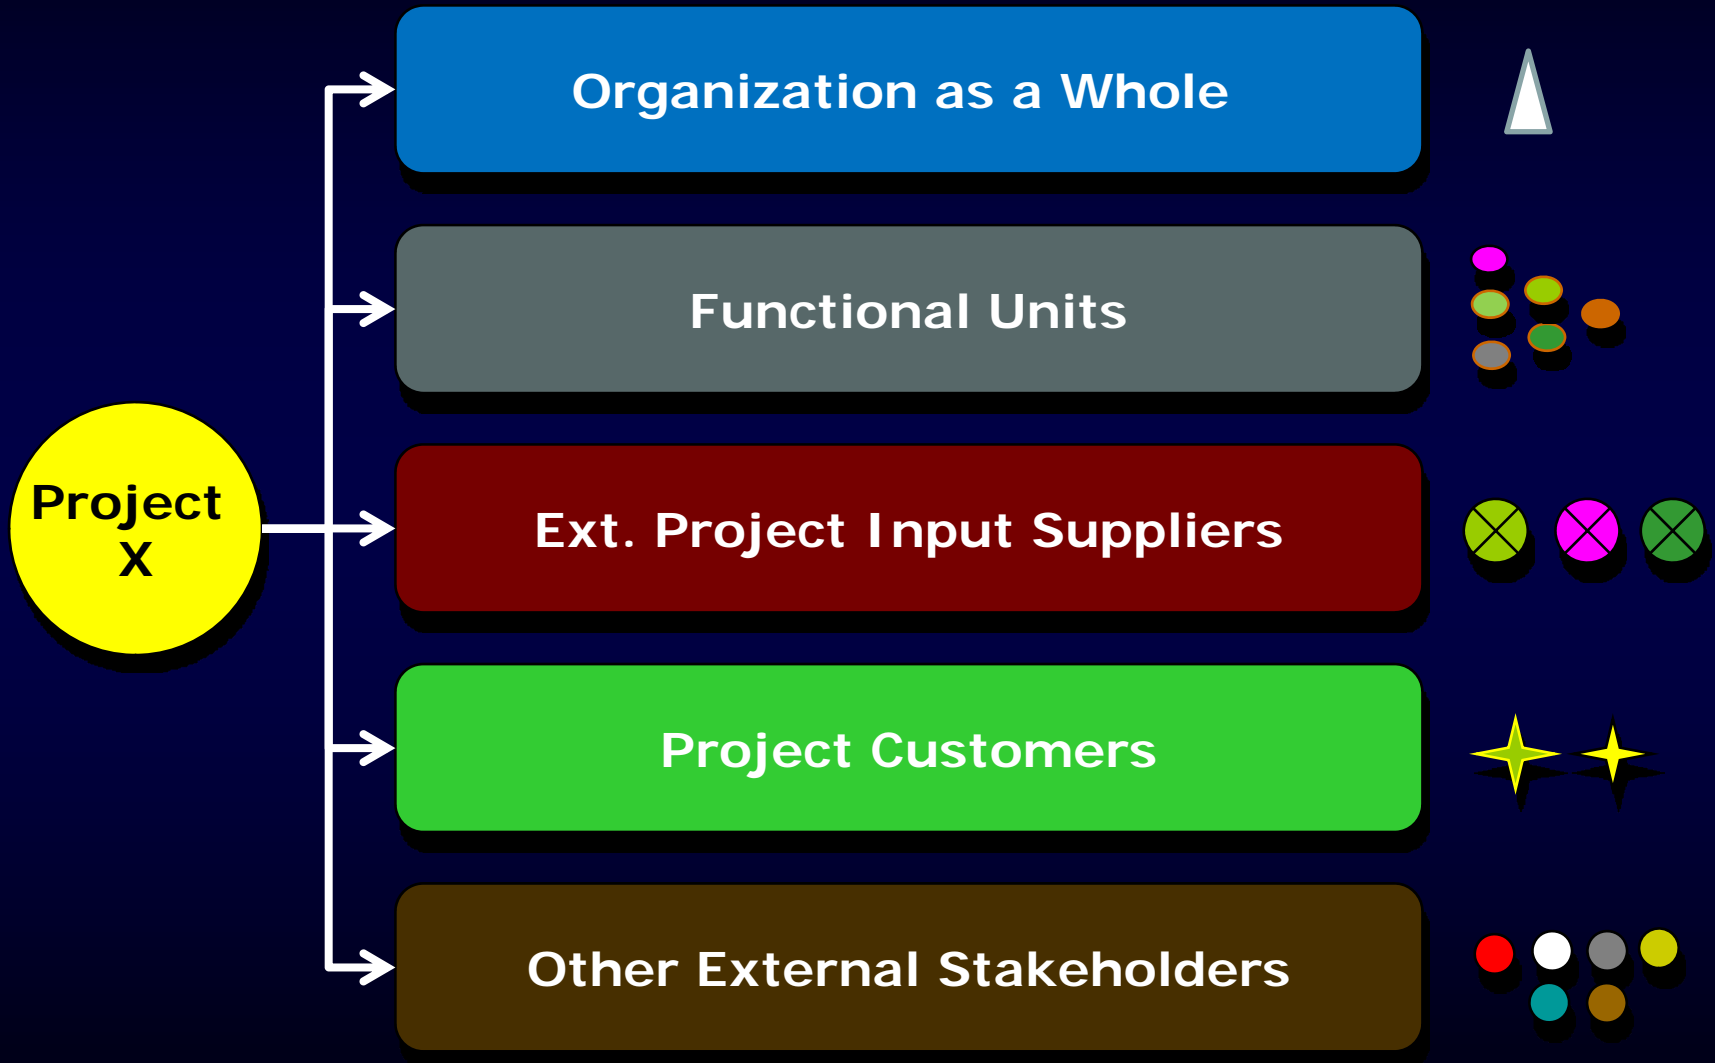 Organization as a Whole
Functional Units
Project
X
Ext. Project Input Suppliers
Project Customers
Other External Stakeholders